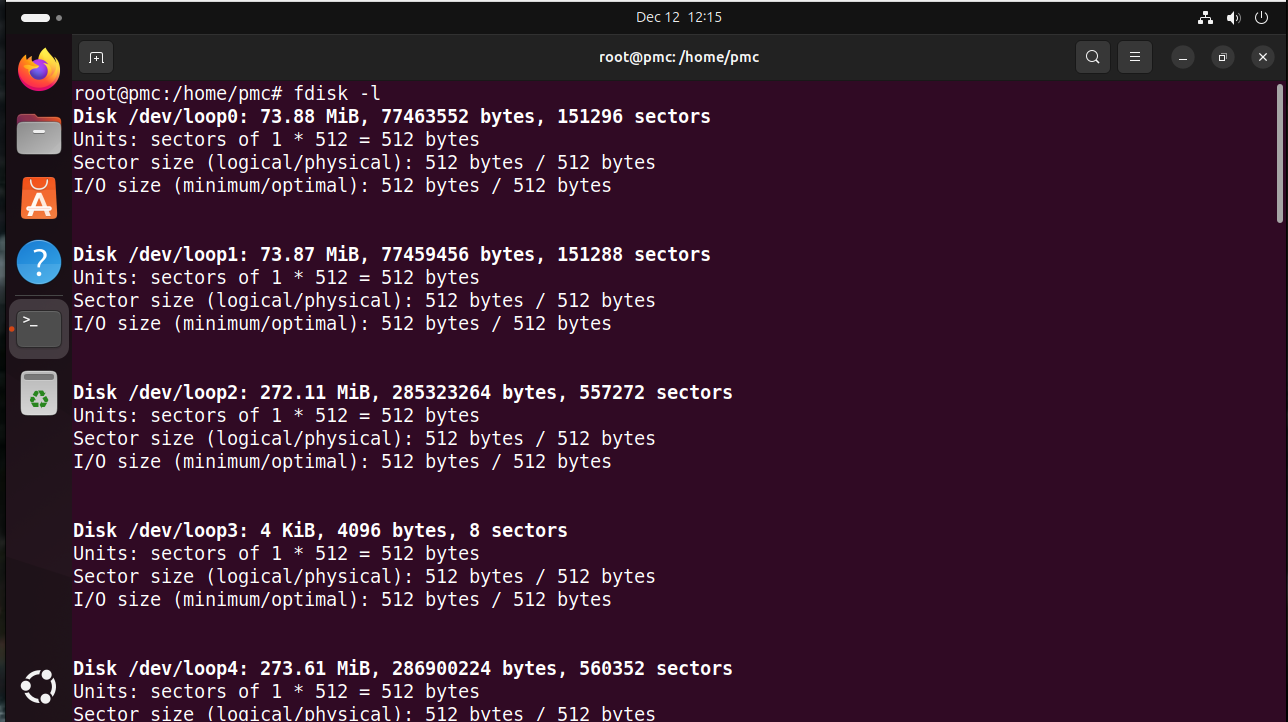 Dec 12 12:15
root@pmc: /home/pmc
root@pmc:/home/pmc# fdisk -l
Disk /dev/loop0: 73.88 MiB, 77463552 bytes, 151296 sectors
Units: sectors of 1 * 512 = 512 bytes
Sector size (logical/physical): 512 bytes / 512 bytes
I/O size (minimum/optimal): 512 bytes / 512 bytes
Disk /dev/loop1: 73.87 MiB, 77459456 bytes, 151288 sectors
Units: sectors of 1 * 512 = 512 bytes
Sector size (logical/physical): 512 bytes / 512 bytes
I/O size (minimum/optimal): 512 bytes / 512 bytes
Disk /dev/loop2: 272.11 MiB, 285323264 bytes, 557272 sectors
Units: sectors of 1 * 512 = 512 bytes
Sector size (logical/physical): 512 bytes / 512 bytes
I/O size (minimum/optimal): 512 bytes / 512 bytes
Disk /dev/loop3: 4 KiB, 4096 bytes, 8 sectors
Units: sectors of 1 * 512 = 512 bytes
Sector size (logical/physical): 512 bytes / 512 bytes
I/O size (minimum/optimal): 512 bytes / 512 bytes
Disk /dev/loop4: 273.61 MiB, 286900224 bytes, 560352 sectors
Units: sectors of 1 * 512 = 512 bytes
Sector size (logical/physical): 512 bytes / 512 bytes